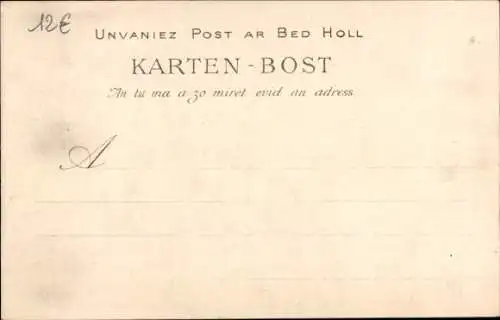 12€
UNVANIEZ POST AR BED HOLL
KARTEN-BOST
An tu ma a zo miret evid an adress
A